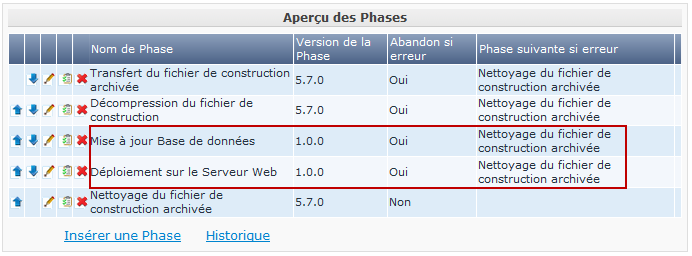 Aperçu des Phases
Nom de Phase
Version de la
Phase
Abandon si
erreur
Phase suivante si erreur
Transfert du fichier de construction
archivée
5.7.0
Oui
Nettoyage du fichier de
construction archivée
Décompression du fichier de
construction
5.7.0
Oui
Nettoyage du fichier de
construction archivée
Mise à jour Base de données
1.0.0
Oui
Nettoyage du fichier de
construction archivée
Déploiement sur le Serveur Web
1.0.0
Oui
Nettoyage du fichier de
construction archivée
Nettoyage du fichier de
construction archivée
5.7.0
Non
Insérer une Phase
Historique